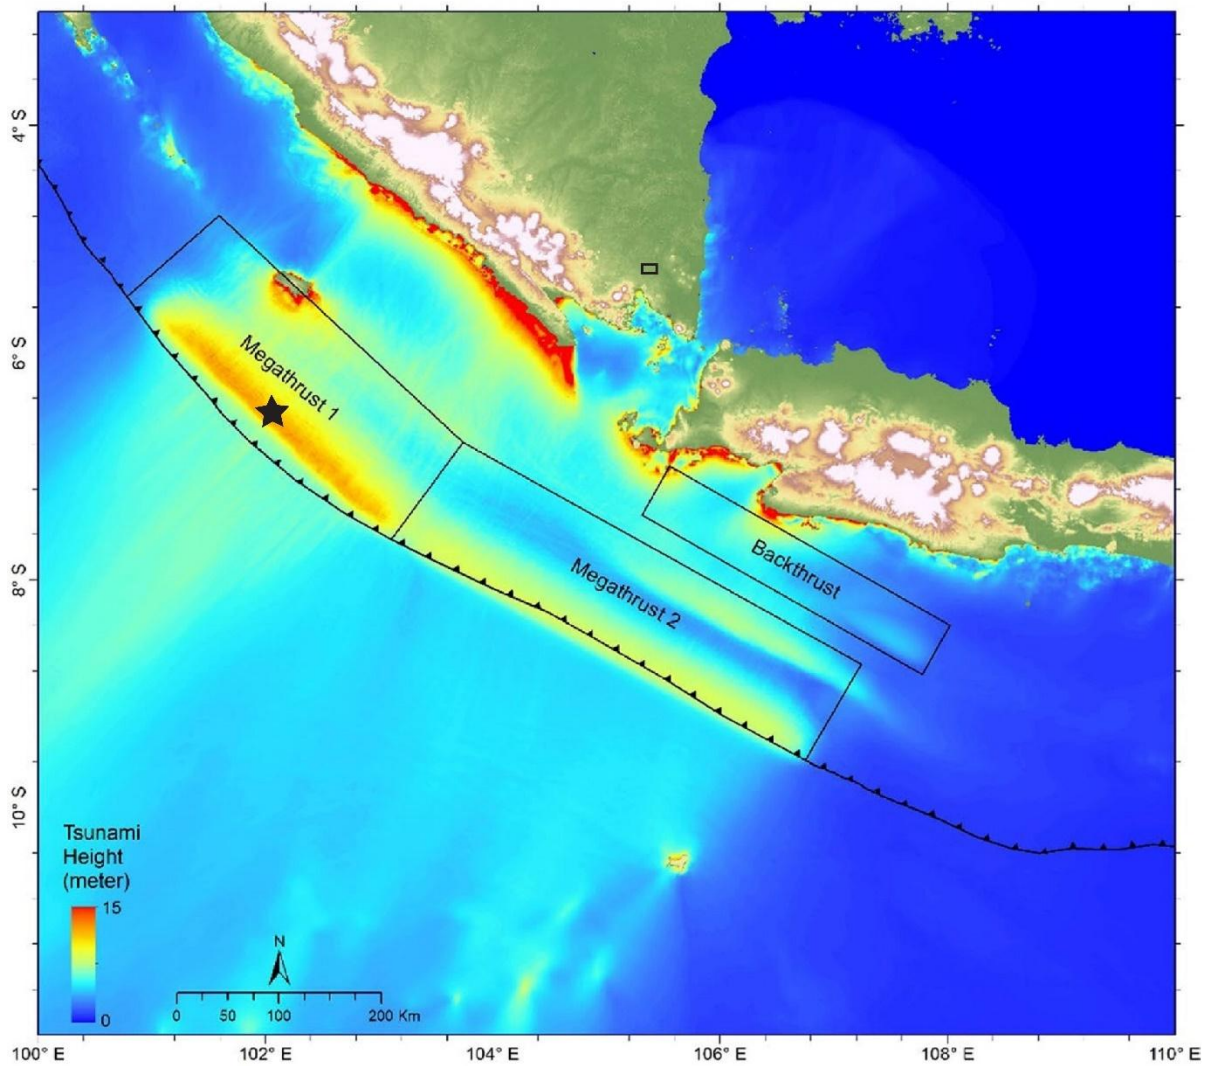 4° S
6° S
8° S
10° S
Megathrust 1
Megathrust 2
Backthrust
Tsunami
Height
(meter)
15
0
N
0 50 100 200 Km
100° E 102° E 104° E 106° E 108° E 110° E